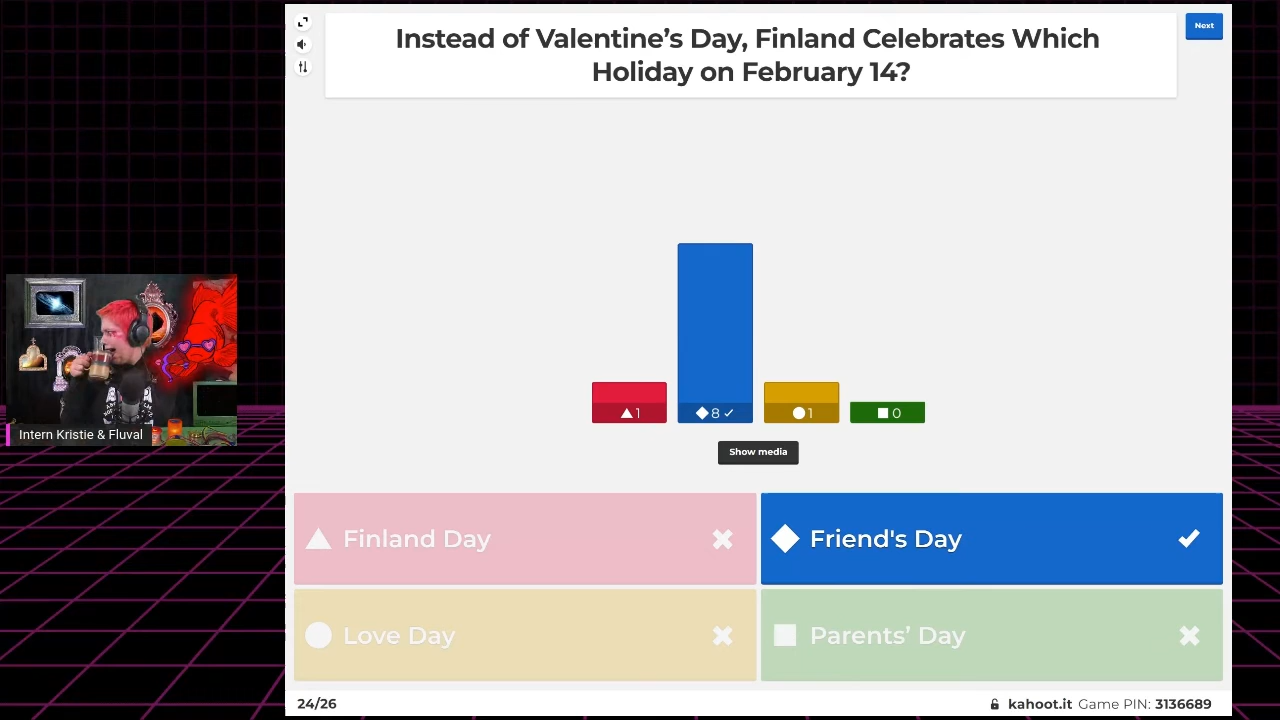 Instead of Valentine’s Day, Finland Celebrates Which
Holiday on February 14?
Next
1
8
1
0
Show media
Finland Day
Friend's Day
Love Day
Parents’ Day
Intern Kristie & Fluval
24/26
kahoot.it Game PIN: 3136689